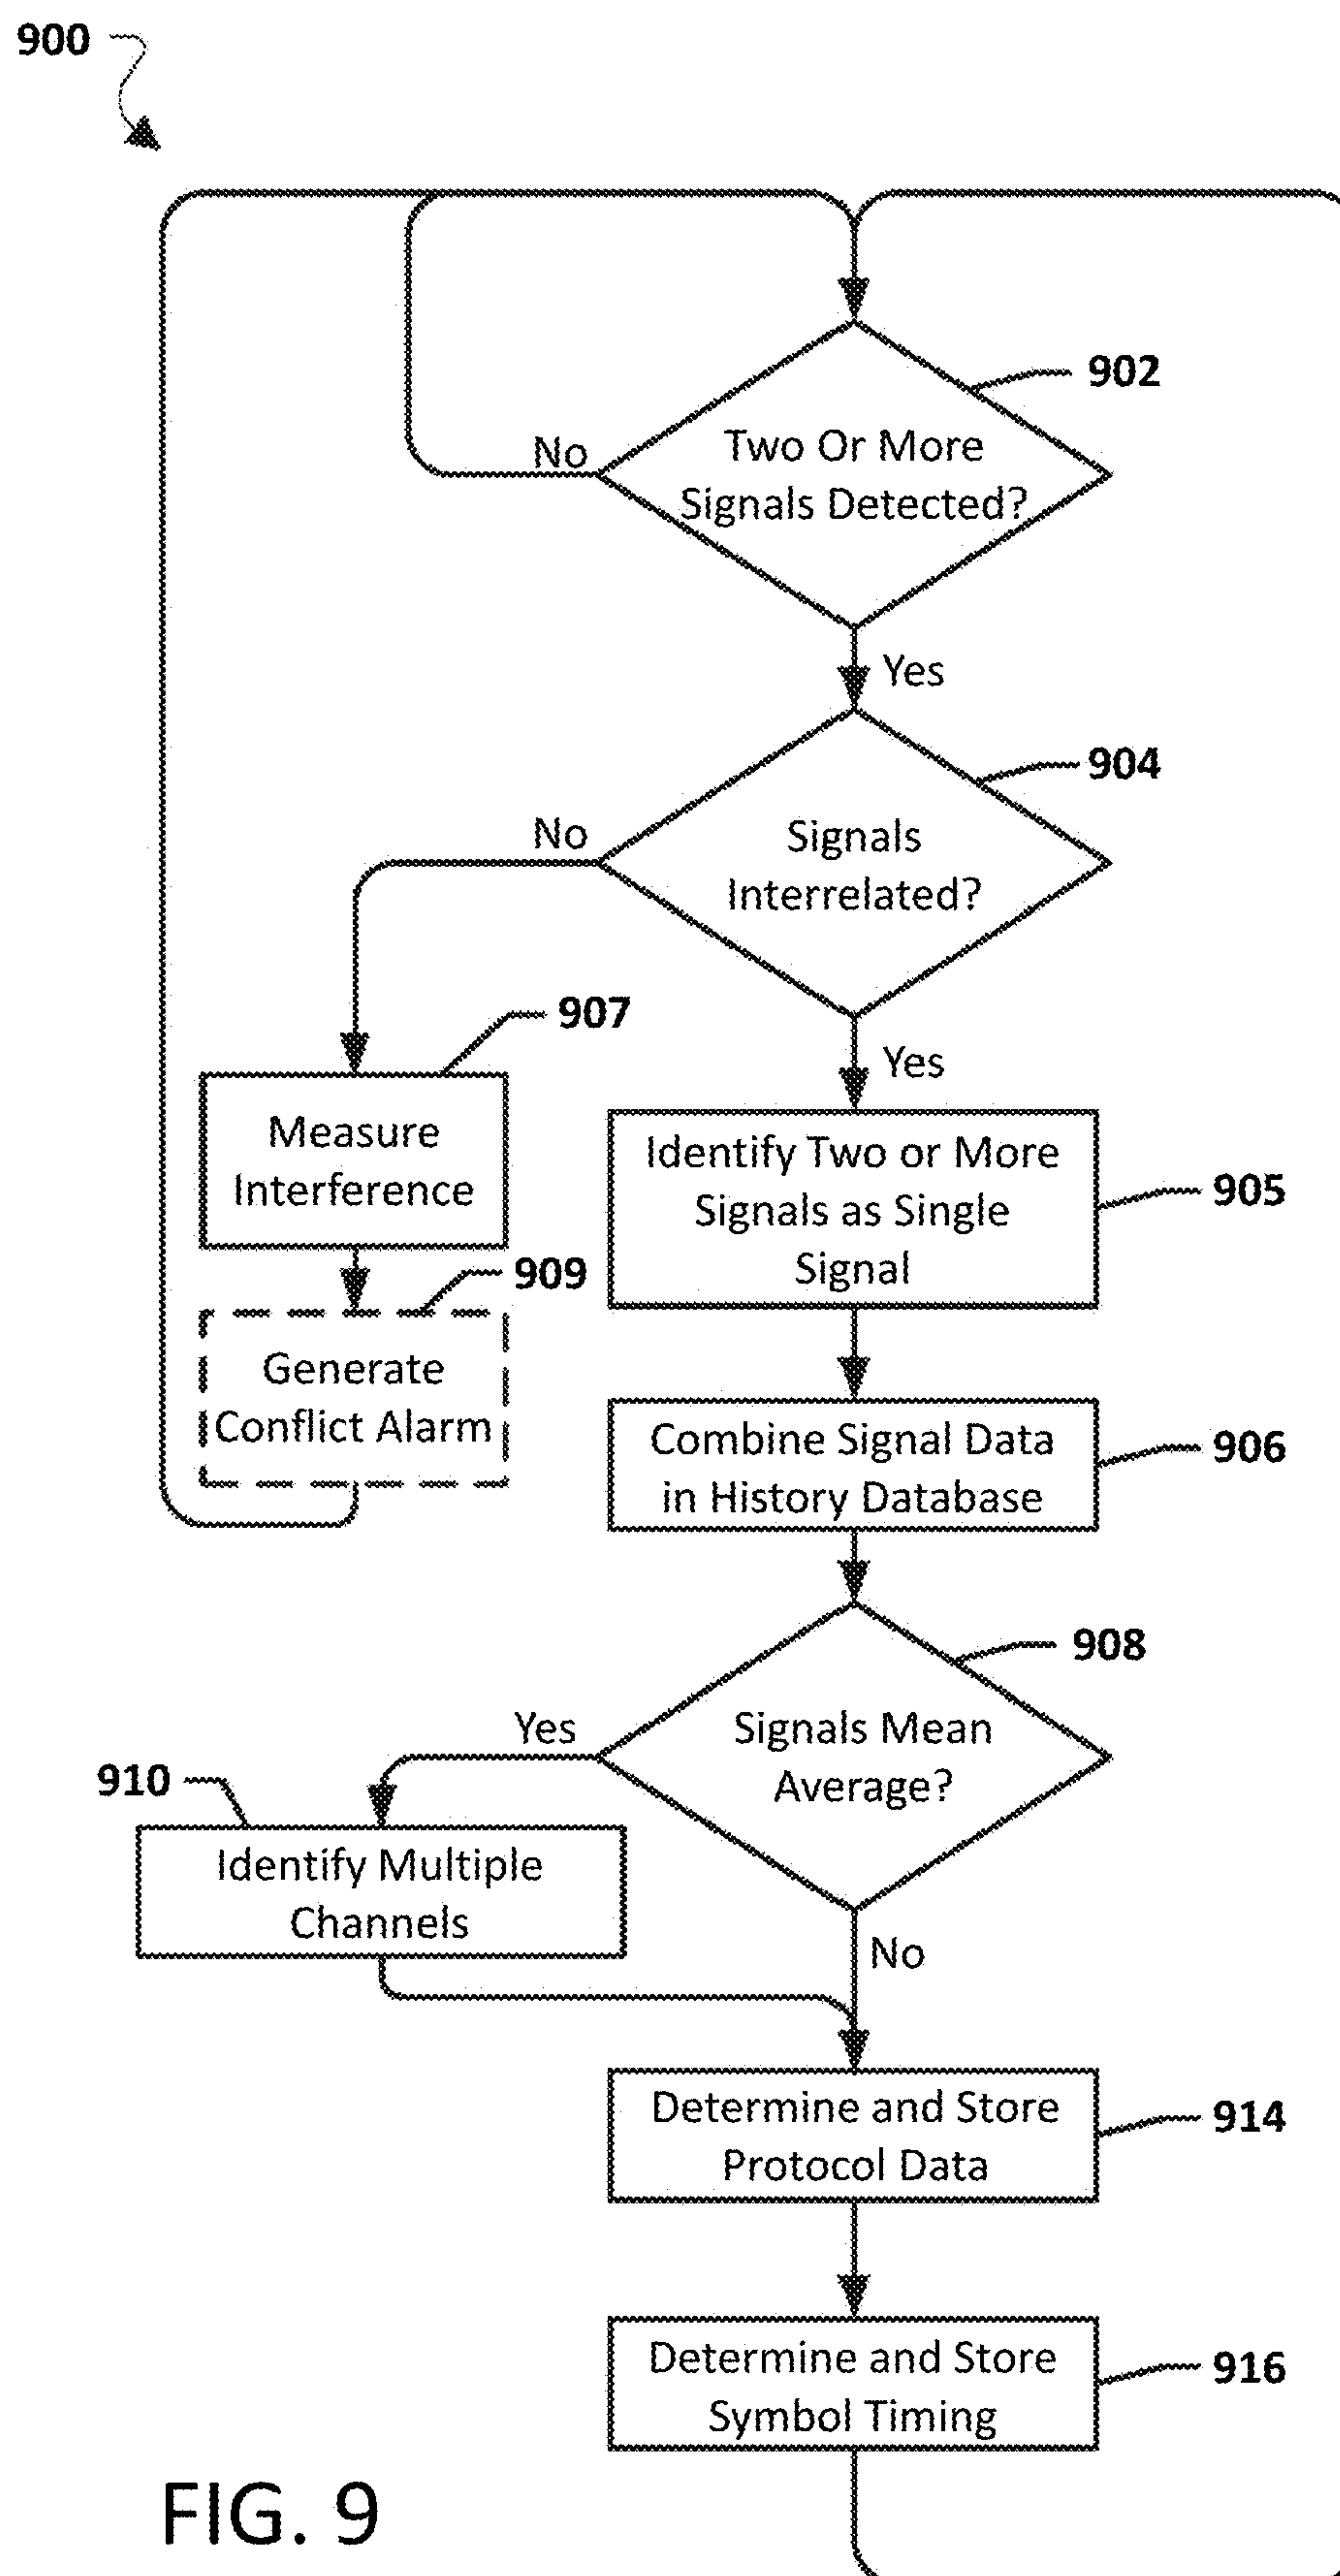 900
902
Two Or More
Signals Detected?
No
Yes
904
Signals
Interrelated?
No
Yes
907
Measure
Interference
905
Identify Two or More
Signals as Single
Signal
909
Generate
Conflict Alarm
906
Combine Signal Data
in History Database
908
Signals Mean
Average?
Yes
No
910
Identify Multiple
Channels
914
Determine and Store
Protocol Data
916
Determine and Store
Symbol Timing
FIG. 9